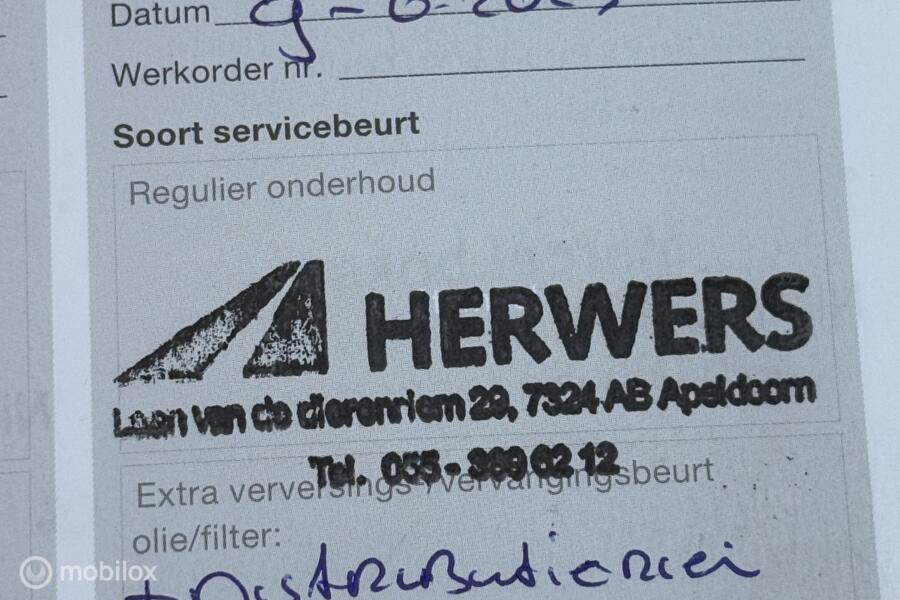 Datum
Werkorder nr.
Soort servicebeurt
Regulier onderhoud
HERWERS
Laan van de dierenriem 29, 7324 AB Apeldoorn
Tel. 055 - 369 62 12
Extra verversings-/vervangingsbeurt
olie/filter:
+ Distributieriem
mobilox